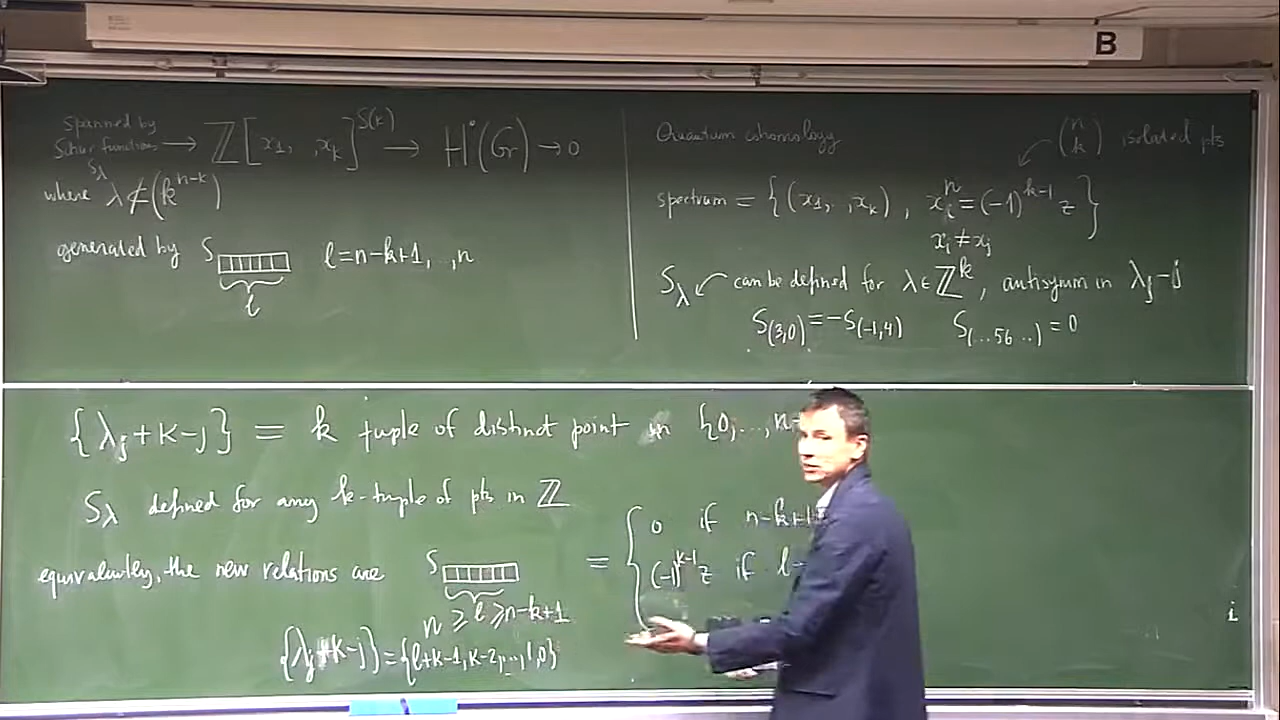 B
Spanned by
Schur functions → ℤ[x₁, ,x_k]^{S(k)} → H^•(Gr) → 0
S_λ
where λ ⊄ (k^{n-k})
generated by S l = n-k+1, .., n
l
Quantum cohomology (n k) isolated pts
spectrum = {(x₁,..,x_k), x_i^n = (-1)^{k-1} z}
x_i ≠ x_j
S_λ ← can be defined for λ ∈ ℤ^k, antisymm in λ_j - j
S_{(3,0)} = -S_{(-1,4)} S_{(...56..)} = 0
{λ_j + k - j} = k tuple of distinct point in {0,...,n-
S_λ defined for any k-tuple of pts in ℤ
equivalently, the new relations are S = { 0 if n-k+1
(-1)^{k-1} z if l-
n ≥ l ≥ n-k+1
{λ_j + k-j} = {l+k-1, k-2, ..., 1, 0}
i